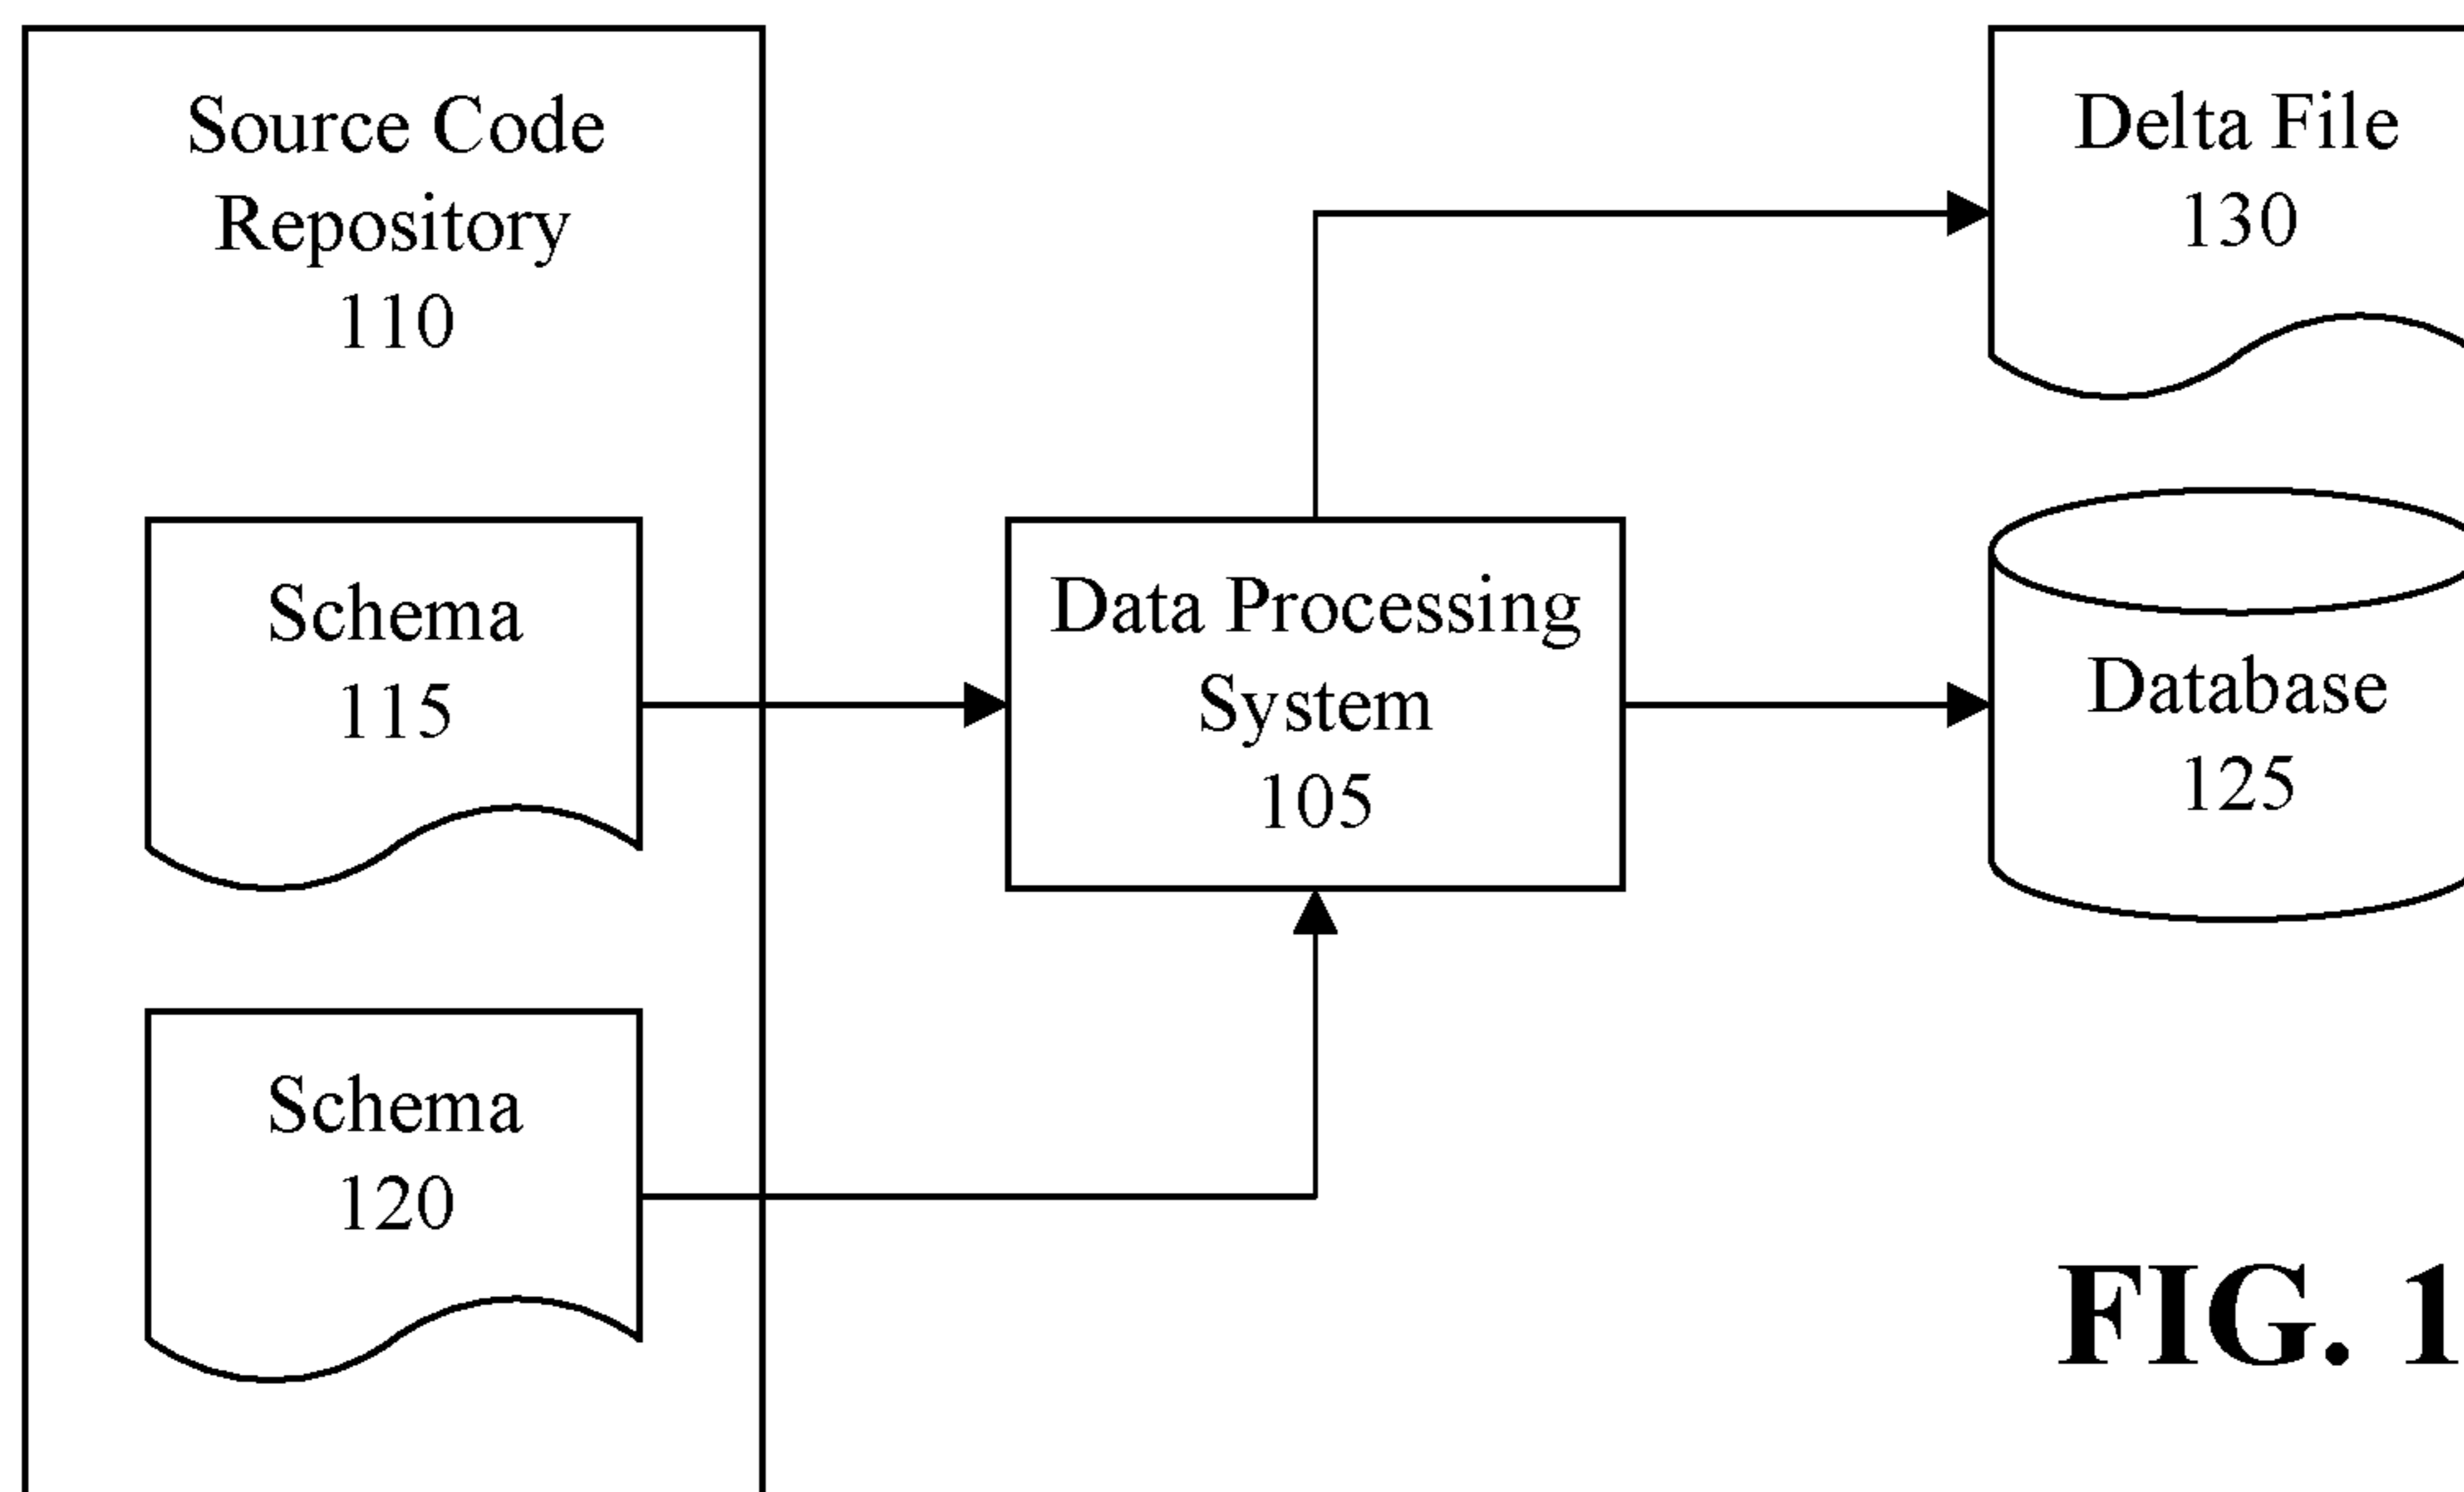 Source Code
Repository
110
Schema
115
Schema
120
Data Processing
System
105
Delta File
130
Database
125
FIG. 1